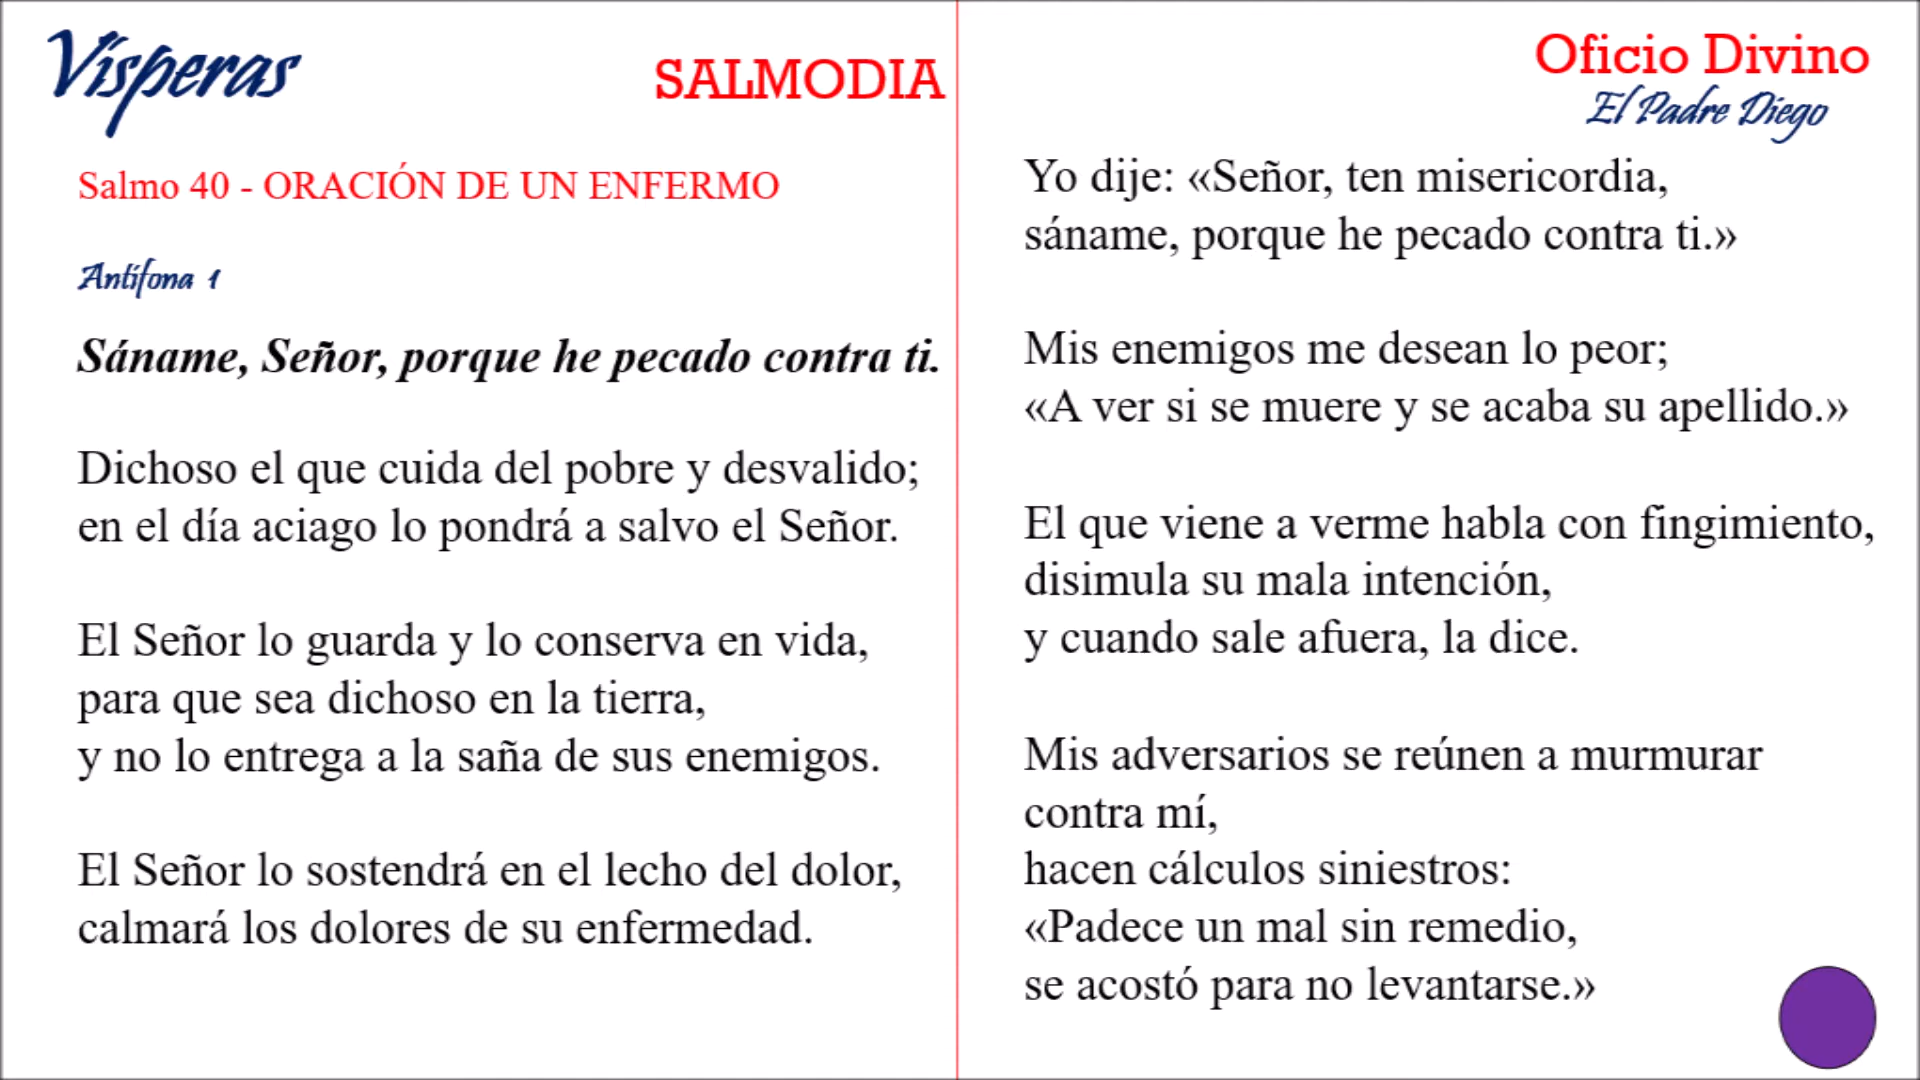 Vísperas
SALMODIA
Salmo 40 - ORACIÓN DE UN ENFERMO
Antífona 1
Sáname, Señor, porque he pecado contra ti.
Dichoso el que cuida del pobre y desvalido;
en el día aciago lo pondrá a salvo el Señor.
El Señor lo guarda y lo conserva en vida,
para que sea dichoso en la tierra,
y no lo entrega a la saña de sus enemigos.
El Señor lo sostendrá en el lecho del dolor,
calmará los dolores de su enfermedad.
Oficio Divino
El Padre Diego
Yo dije: «Señor, ten misericordia,
sáname, porque he pecado contra ti.»
Mis enemigos me desean lo peor;
«A ver si se muere y se acaba su apellido.»
El que viene a verme habla con fingimiento,
disimula su mala intención,
y cuando sale afuera, la dice.
Mis adversarios se reúnen a murmurar
contra mí,
hacen cálculos siniestros:
«Padece un mal sin remedio,
se acostó para no levantarse.»